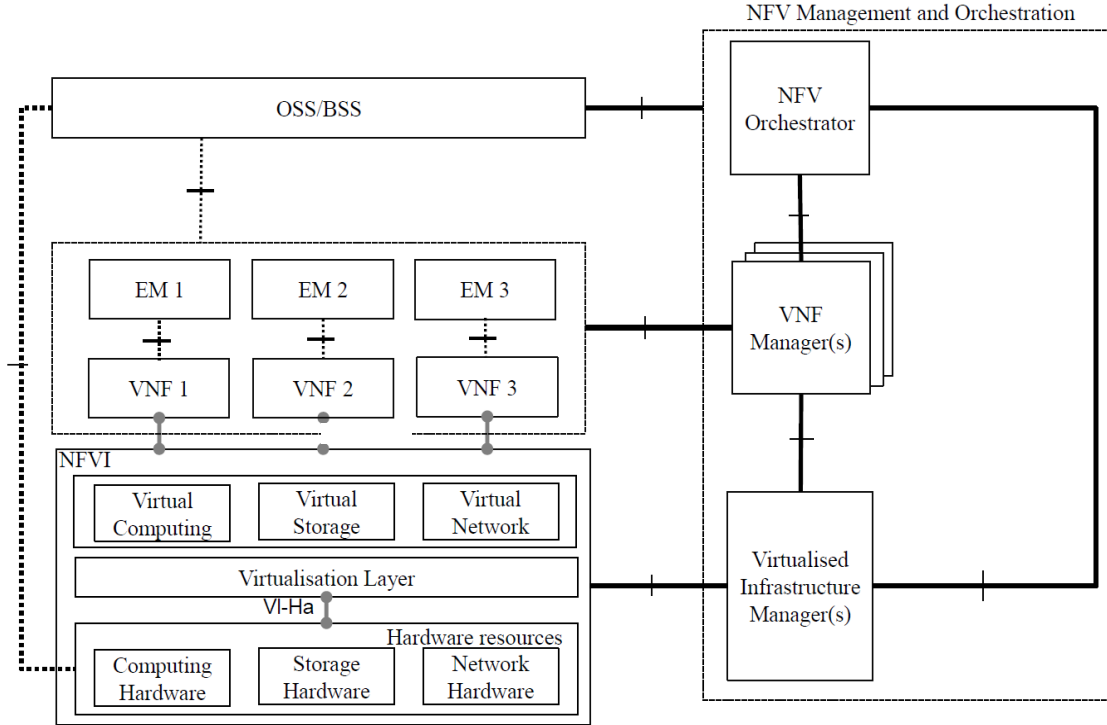 NFV Management and Orchestration
OSS/BSS
NFV
Orchestrator
EM 1
EM 2
EM 3
VNF
Manager(s)
VNF 1
VNF 2
VNF 3
NFVI
Virtual
Computing
Virtual
Storage
Virtual
Network
Virtualisation Layer
Virtualised
Infrastructure
Manager(s)
VI-Ha
Hardware resources
Computing
Hardware
Storage
Hardware
Network
Hardware